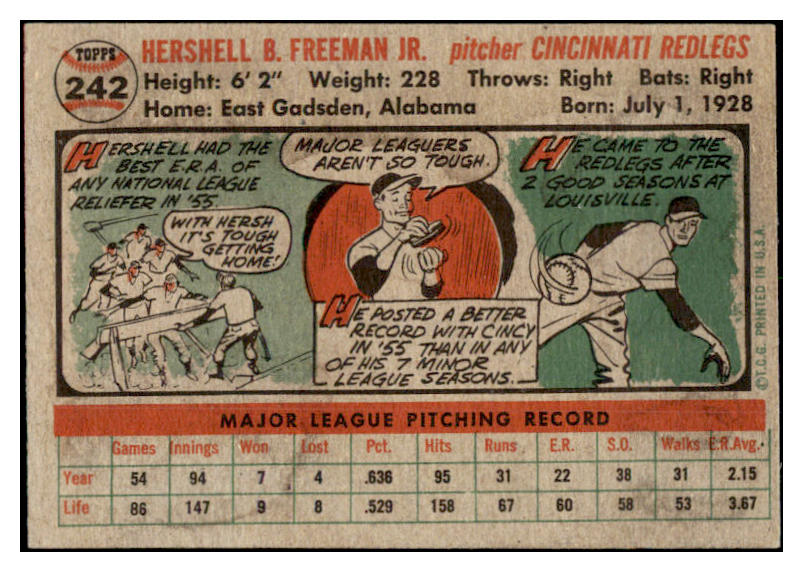 TOPPS
242
HERSHELL B. FREEMAN JR. pitcher CINCINNATI REDLEGS
Height: 6' 2" Weight: 228 Throws: Right Bats: Right
Home: East Gadsden, Alabama Born: July 1, 1928
HERSHELL HAD THE
BEST E.R.A. OF
ANY NATIONAL LEAGUE
RELIEFER IN '55.
WITH HERSH
IT'S TOUGH
GETTING
HOME!
MAJOR LEAGUERS
AREN'T SO TOUGH.
HE POSTED A BETTER
RECORD WITH CINCY
IN '55 THAN IN ANY
OF HIS 7 MINOR
LEAGUE SEASONS.
HE CAME TO THE
REDLEGS AFTER
2 GOOD SEASONS AT
LOUISVILLE.
©T.C.G. PRINTED IN U.S.A.
MAJOR LEAGUE PITCHING RECORD
Games Innings Won Lost Pct. Hits Runs E.R. S.O. Walks E.R.Avg.
Year 54 94 7 4 .636 95 31 22 38 31 2.15
Life 86 147 9 8 .529 158 67 60 58 53 3.67